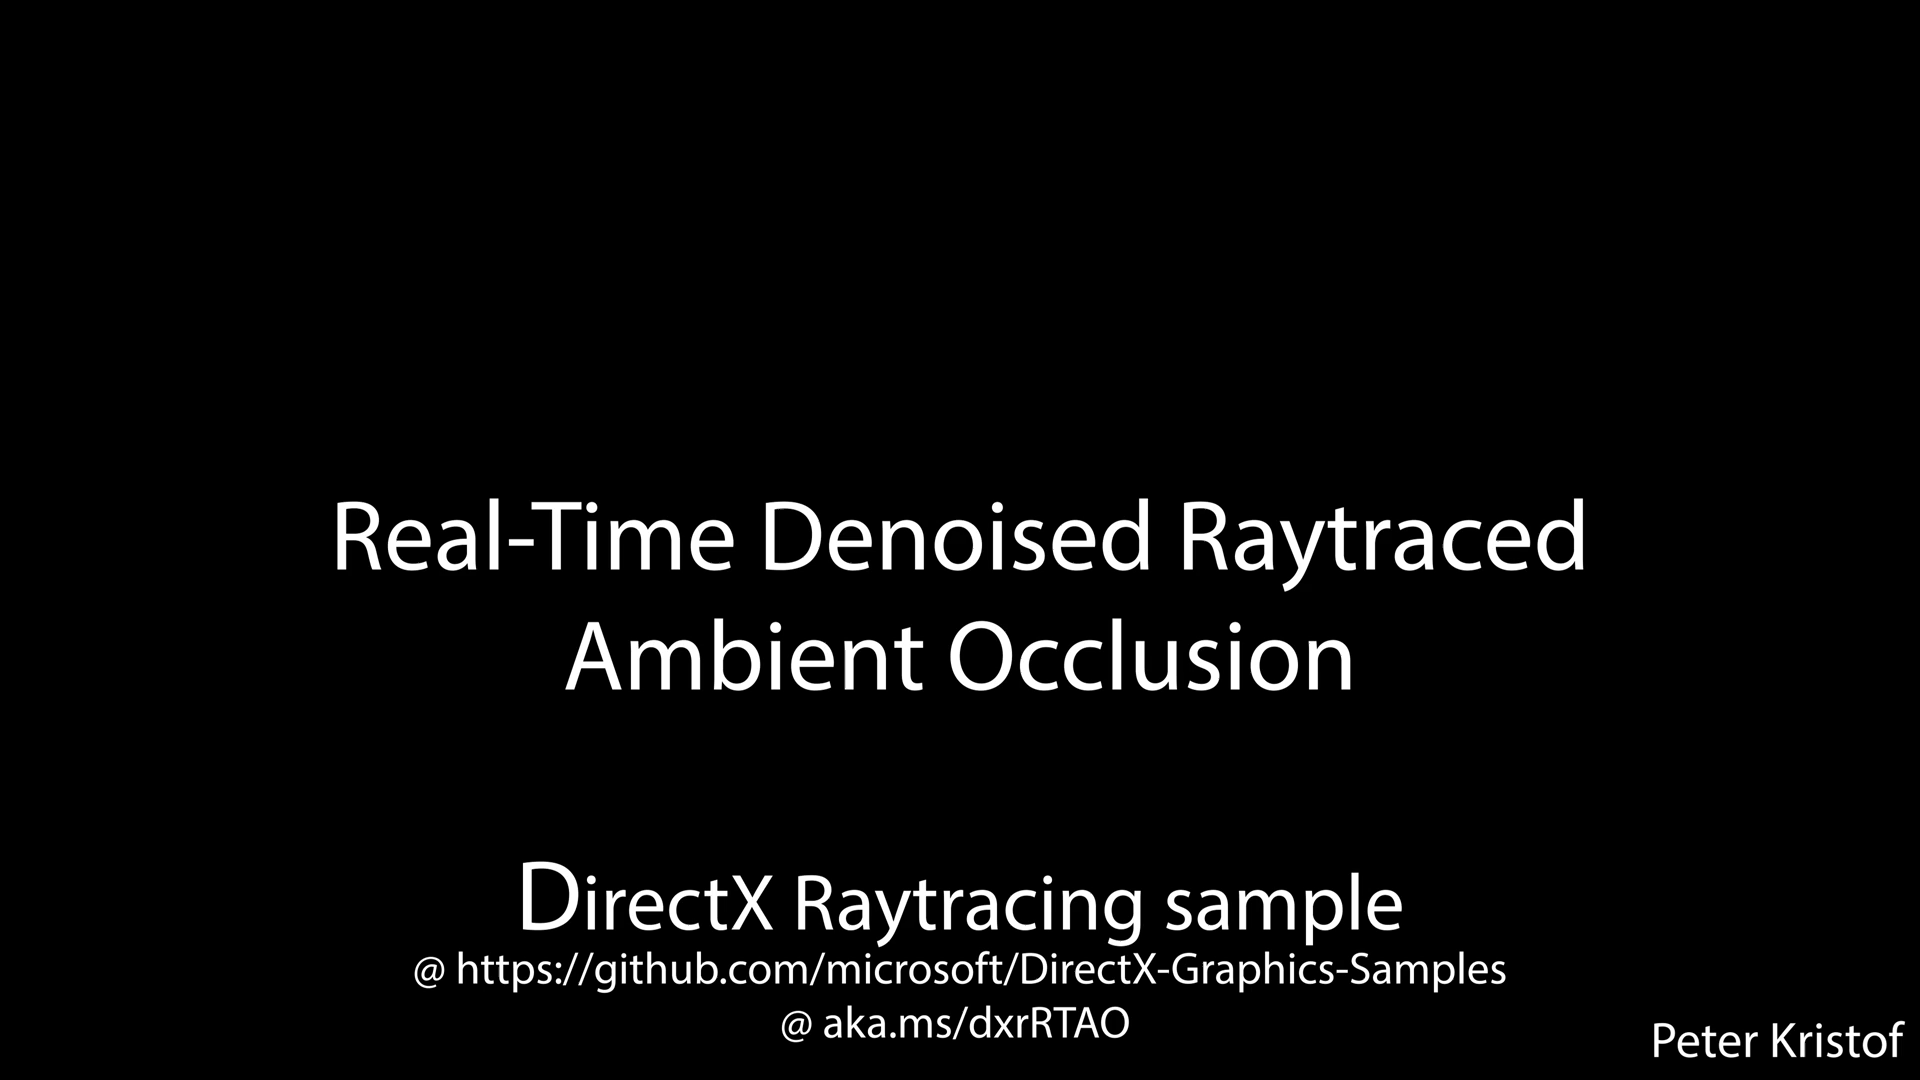 Real-Time Denoised Raytraced
Ambient Occlusion
DirectX Raytracing sample
@ https://github.com/microsoft/DirectX-Graphics-Samples
@ aka.ms/dxrRTAO
Peter Kristof